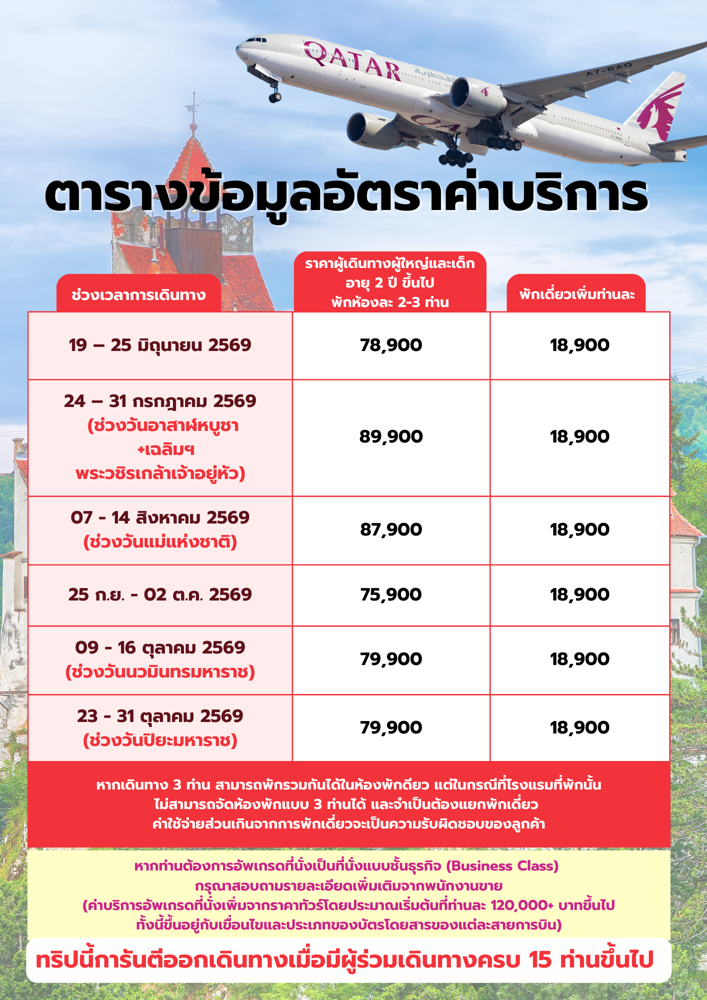 QATAR
القطرية
A7-BAQ
QA
A7-BAQ
AQ
ตารางข้อมูลอัตราค่าบริการ
ช่วงเวลาการเดินทาง
ราคาผู้เดินทางผู้ใหญ่และเด็ก
อายุ 2 ปี ขึ้นไป
พักห้องละ 2-3 ท่าน
พักเดี่ยวเพิ่มท่านละ
19 – 25 มิถุนายน 2569
78,900
18,900
24 – 31 กรกฎาคม 2569
(ช่วงวันอาสาฬหบูชา
+เฉลิมฯ
พระวชิรเกล้าเจ้าอยู่หัว)
89,900
18,900
07 - 14 สิงหาคม 2569
(ช่วงวันแม่แห่งชาติ)
87,900
18,900
25 ก.ย. - 02 ต.ค. 2569
75,900
18,900
09 - 16 ตุลาคม 2569
(ช่วงวันนวมินทรมหาราช)
79,900
18,900
23 - 31 ตุลาคม 2569
(ช่วงวันปิยะมหาราช)
79,900
18,900
หากเดินทาง 3 ท่าน สามารถพักรวมกันได้ในห้องพักดียว แต่ในกรณีที่โรงแรมที่พักนั้น
ไม่สามารถจัดห้องพักแบบ 3 ท่านได้ และจำเป็นต้องแยกพักเดี่ยว
ค่าใช้จ่ายส่วนเกินจากการพักเดี่ยวจะเป็นความรับผิดชอบของลูกค้า
หากท่านต้องการอัพเกรดที่นั่งเป็นที่นั่งแบบชั้นธุรกิจ (Business Class)
กรุณาสอบถามรายละเอียดเพิ่มเติมจากพนักงานขาย
(ค่าบริการอัพเกรดที่นั่งเพิ่มจากราคาทัวร์โดยประมาณเริ่มต้นที่ท่านละ 120,000+ บาทขึ้นไป
ทั้งนี้ขึ้นอยู่กับเขื่อนไขและประเภทของบัตรโดยสารของแต่ละสายการบิน)
ทริปนี้การันตีออกเดินทางเมื่อมีผู้ร่วมเดินทางครบ 15 ท่านขึ้นไป